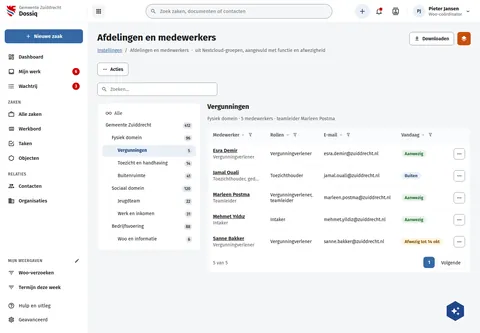 Gemeente Zuiddrecht
Dossiq
Zoek zaken, documenten of contacten
Pieter Jansen
Woo-coördinator
PJ
+ Nieuwe zaak
Dashboard
Mijn werk
Wachtrij
ZAKEN
Alle zaken
Werkbord
Taken
Objecten
RELATIES
Contacten
Organisaties
MIJN WEERGAVEN
Woo-verzoeken
Termijn deze week
Hulp en uitleg
Geavanceerd
Afdelingen en medewerkers
Instellingen / Afdelingen en medewerkers · uit Nextcloud-groepen, aangevuld met functie en afwezigheid
Downloaden
Acties
Zoeken...
Alle
Gemeente Zuiddrecht 412
Fysiek domein 96
Vergunningen 5
Toezicht en handhaving 14
Buitenruimte 41
Sociaal domein 120
Jeugdteam 22
Werk en inkomen 31
Bedrijfsvoering 88
Woo en informatie 6
Vergunningen
Fysiek domein · 5 medewerkers · teamleider Marleen Postma
Medewerker Rollen E-mail Vandaag
Esra Demir
Vergunningverlener Vergunningverlener esra.demir@zuiddrecht.nl Aanwezig
Jamal Ouali
Toezichthouder, ged... Toezichthouder jamal.ouali@zuiddrecht.nl Buiten
Marleen Postma
Teamleider Vergunningverlener, teamleider marleen.postma@zuiddrecht.nl Aanwezig
Mehmet Yildiz
Intaker Intaker mehmet.yildiz@zuiddrecht.nl Aanwezig
Sanne Bakker
Vergunningverlener Vergunningverlener sanne.bakker@zuiddrecht.nl Afwezig tot 14 okt
5 van 5
1 Volgende